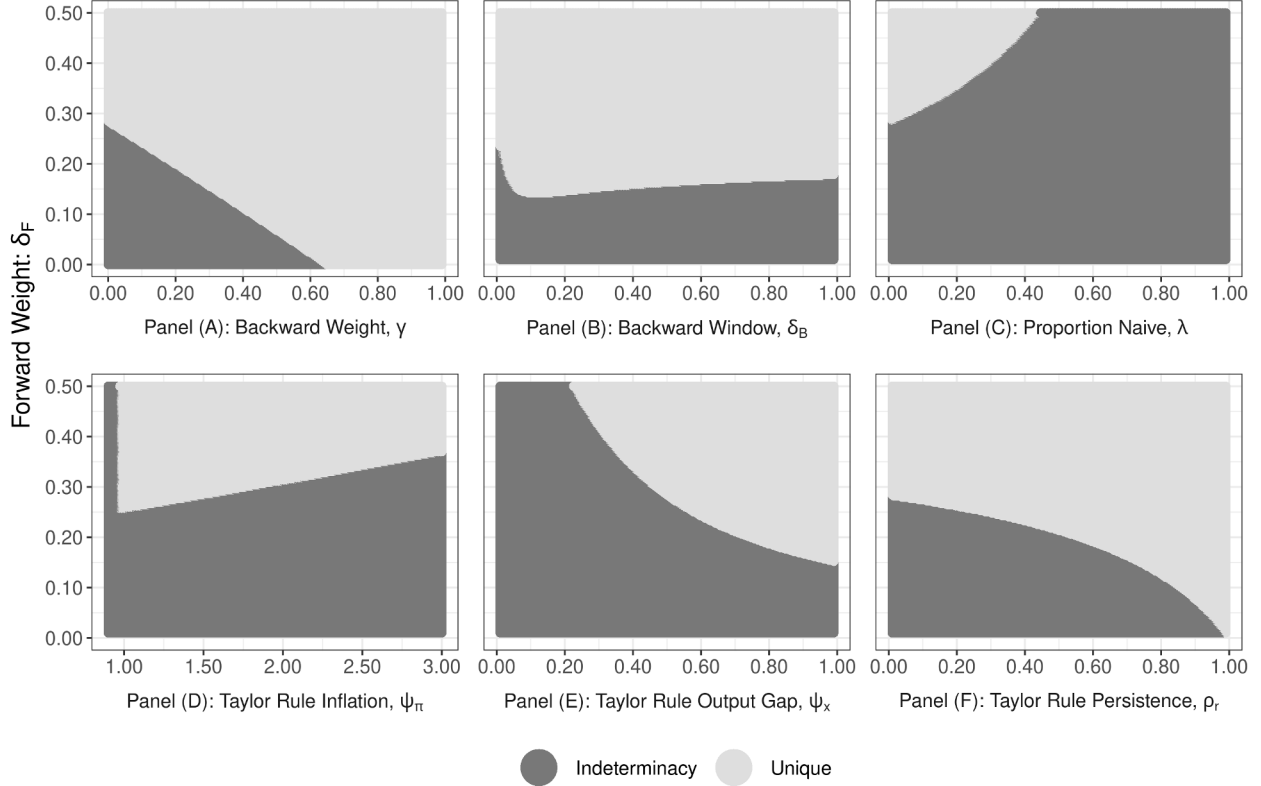 Forward Weight: δF
0.50
0.40
0.30
0.20
0.10
0.00
0.00 0.20 0.40 0.60 0.80 1.00
0.00 0.20 0.40 0.60 0.80 1.00
0.00 0.20 0.40 0.60 0.80 1.00
Panel (A): Backward Weight, γ
Panel (B): Backward Window, δB
Panel (C): Proportion Naive, λ
0.50
0.40
0.30
0.20
0.10
0.00
1.00 1.50 2.00 2.50 3.00
0.00 0.20 0.40 0.60 0.80 1.00
0.00 0.20 0.40 0.60 0.80 1.00
Panel (D): Taylor Rule Inflation, ψπ
Panel (E): Taylor Rule Output Gap, ψx
Panel (F): Taylor Rule Persistence, ρr
Indeterminacy Unique